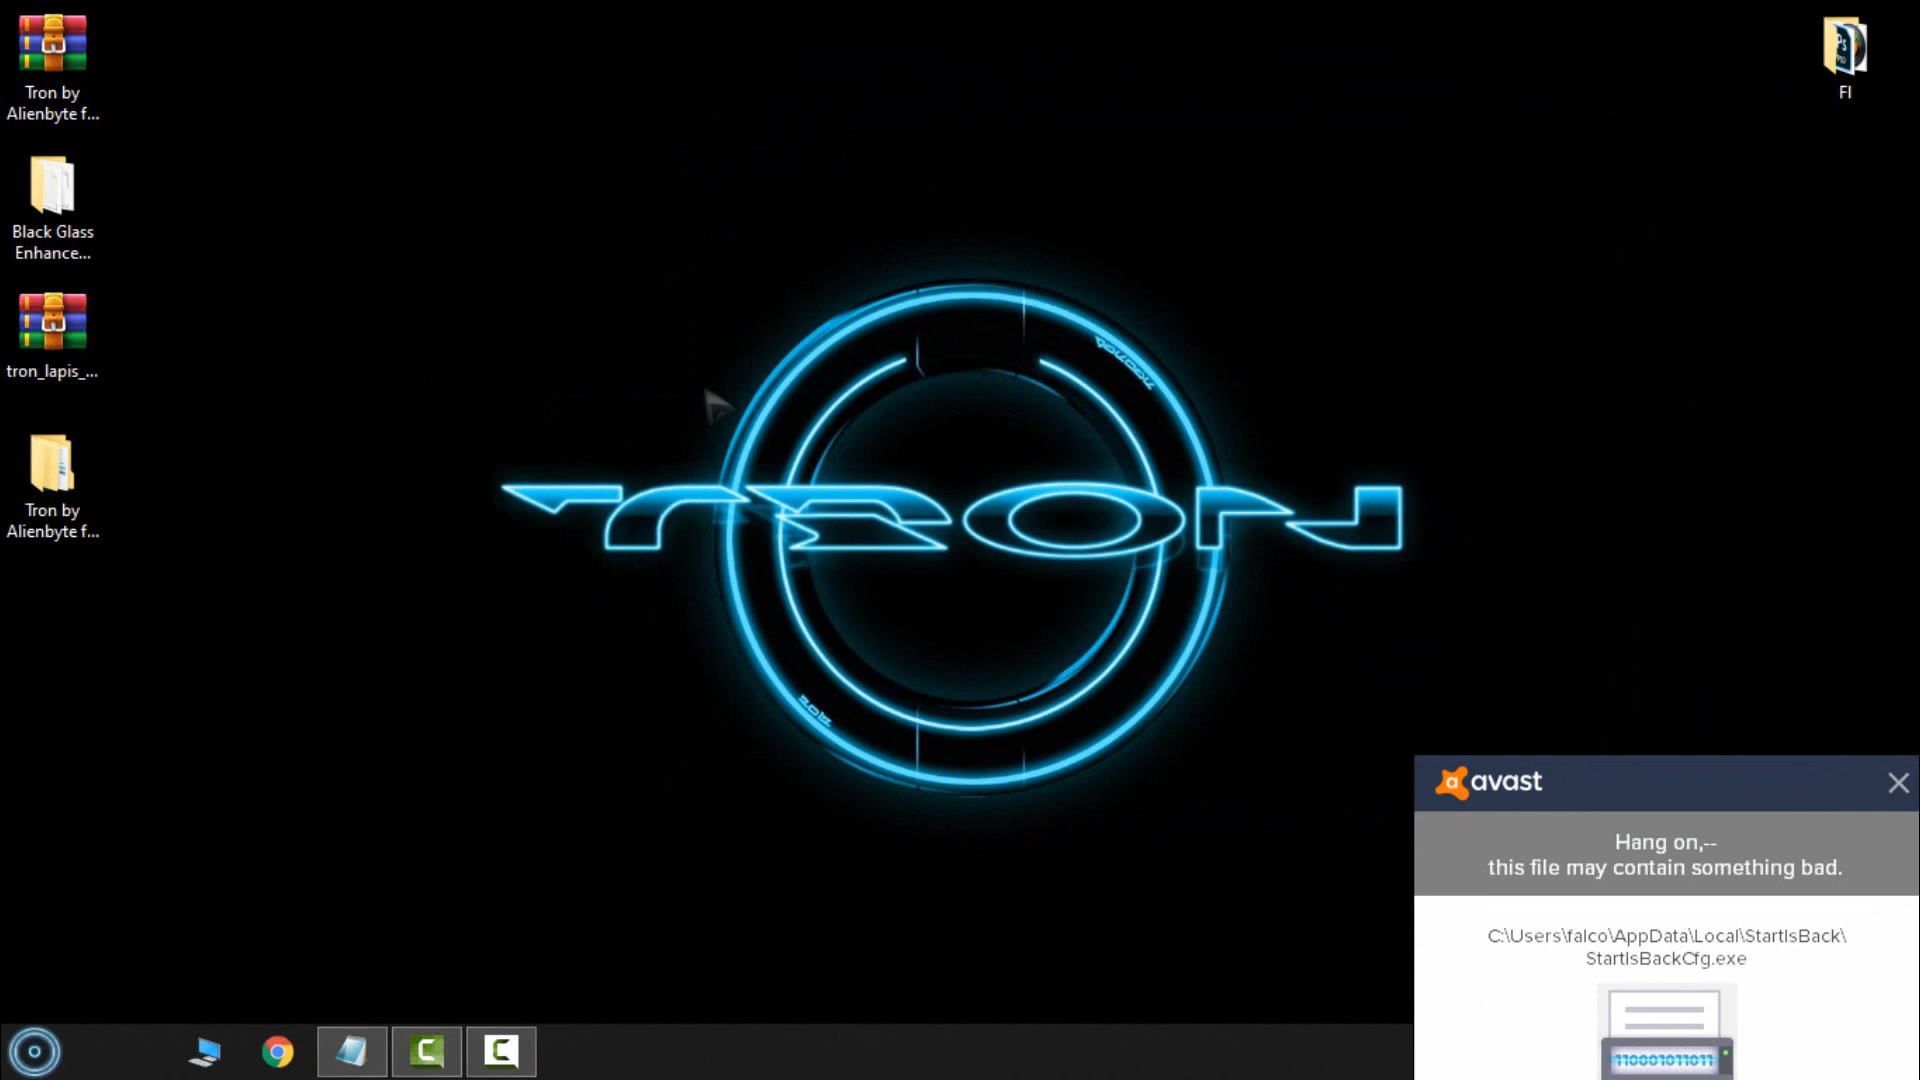 Tron by
Alienbyte f...
Black Glass
Enhance...
tron_lapis_...
Tron by
Alienbyte f...
FI
TRON
avast
Hang on,--
this file may contain something bad.
C:\Users\falco\AppData\Local\StartIsBack\
StartIsBackCfg.exe
110001011011